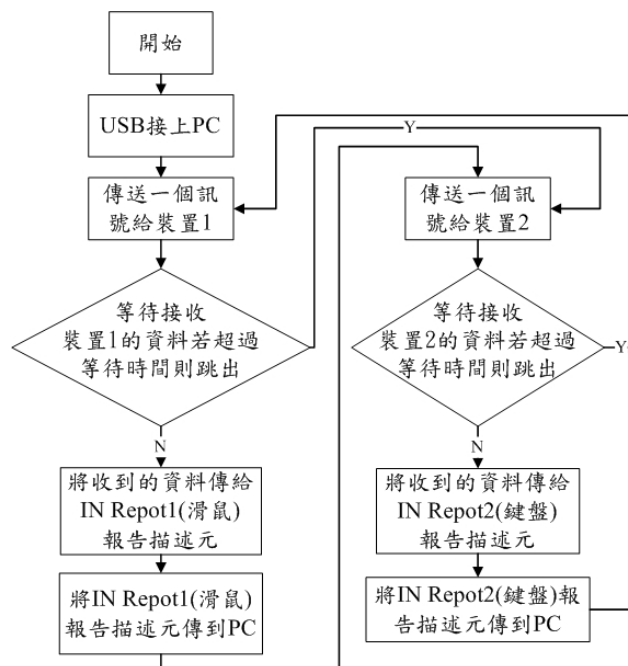 開始
USB接上PC
傳送一個訊
號給裝置1
等待接收
裝置1的資料若超過
等待時間則跳出
Y
N
將收到的資料傳給
IN Repot1(滑鼠)
報告描述元
將IN Repot1(滑鼠)
報告描述元傳到PC
傳送一個訊
號給裝置2
等待接收
裝置2的資料若超過
等待時間則跳出
Y
N
將收到的資料傳給
IN Repot2(鍵盤)
報告描述元
將IN Repot2(鍵盤)報
告描述元傳到PC